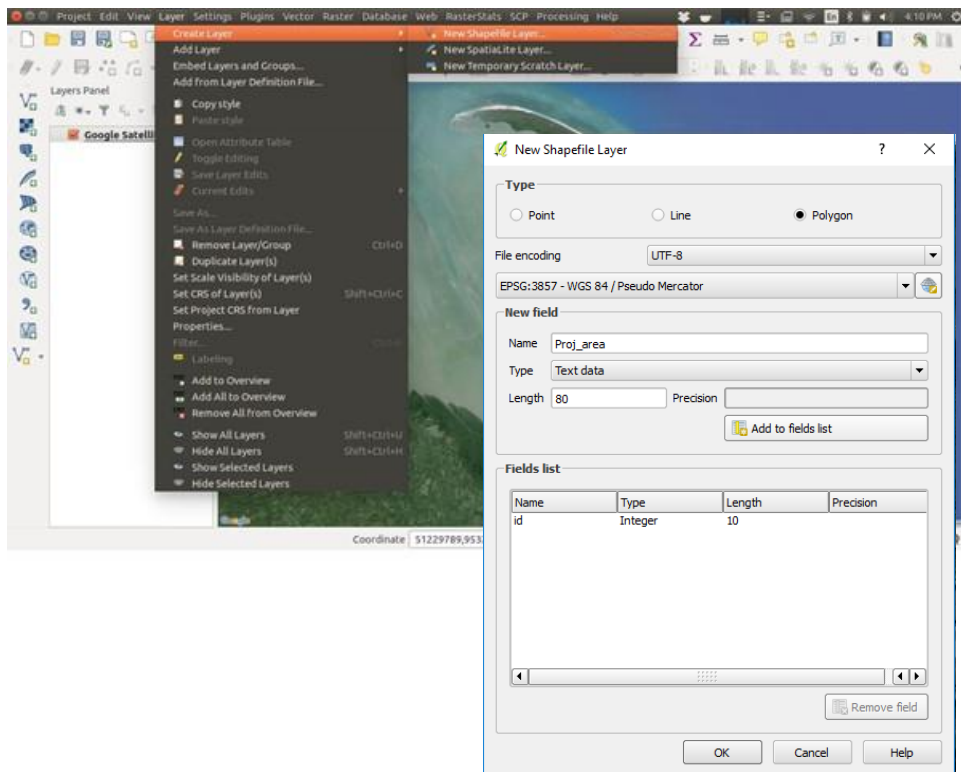 Project Edit View Layer Settings Plugins Vector Raster Database Web RasterStats SCP Processing Help
En 4:10 PM
Create Layer
New Shapefile Layer...
Add Layer
New SpatiaLite Layer...
Embed Layers and Groups...
New Temporary Scratch Layer...
Add from Layer Definition File...
Layers Panel
Copy style
Paste style
Google Satelli
Open Attribute Table
Toggle Editing
Save Layer Edits
Current Edits
Save As...
Save As Layer Definition File...
Remove Layer/Group Ctrl+D
Duplicate Layer(s)
Set Scale Visibility of Layer(s)
Set CRS of Layer(s) Shift+Ctrl+C
Set Project CRS from Layer
Properties...
Filter...
Labeling
Add to Overview
Add All to Overview
Remove All from Overview
Show All Layers Shift+Ctrl+U
Hide All Layers Shift+Ctrl+H
Show Selected Layers
Hide Selected Layers
Google
Coordinate 51229789,953
New Shapefile Layer
Type
Point Line Polygon
File encoding UTF-8
EPSG:3857 - WGS 84 / Pseudo Mercator
New field
Name Proj_area
Type Text data
Length 80 Precision
Add to fields list
Fields list
Name Type Length Precision
id Integer 10
Remove field
OK Cancel Help